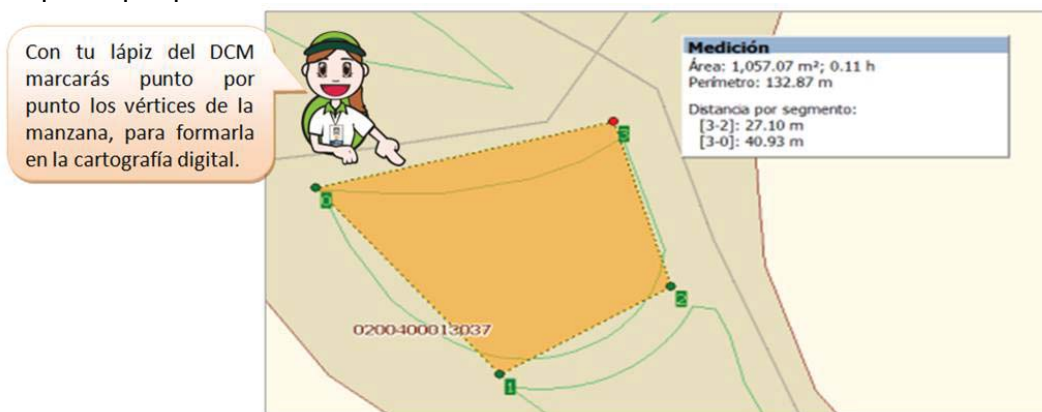 Con tu lápiz del DCM
marcarás punto por
punto los vértices de la
manzana, para formarla
en la cartografía digital.
Medición
Área: 1,057.07 m²; 0.11 h
Perímetro: 132.87 m
Distancia por segmento:
[3-2]: 27.10 m
[3-0]: 40.93 m
3
0
2
0200400013037
1